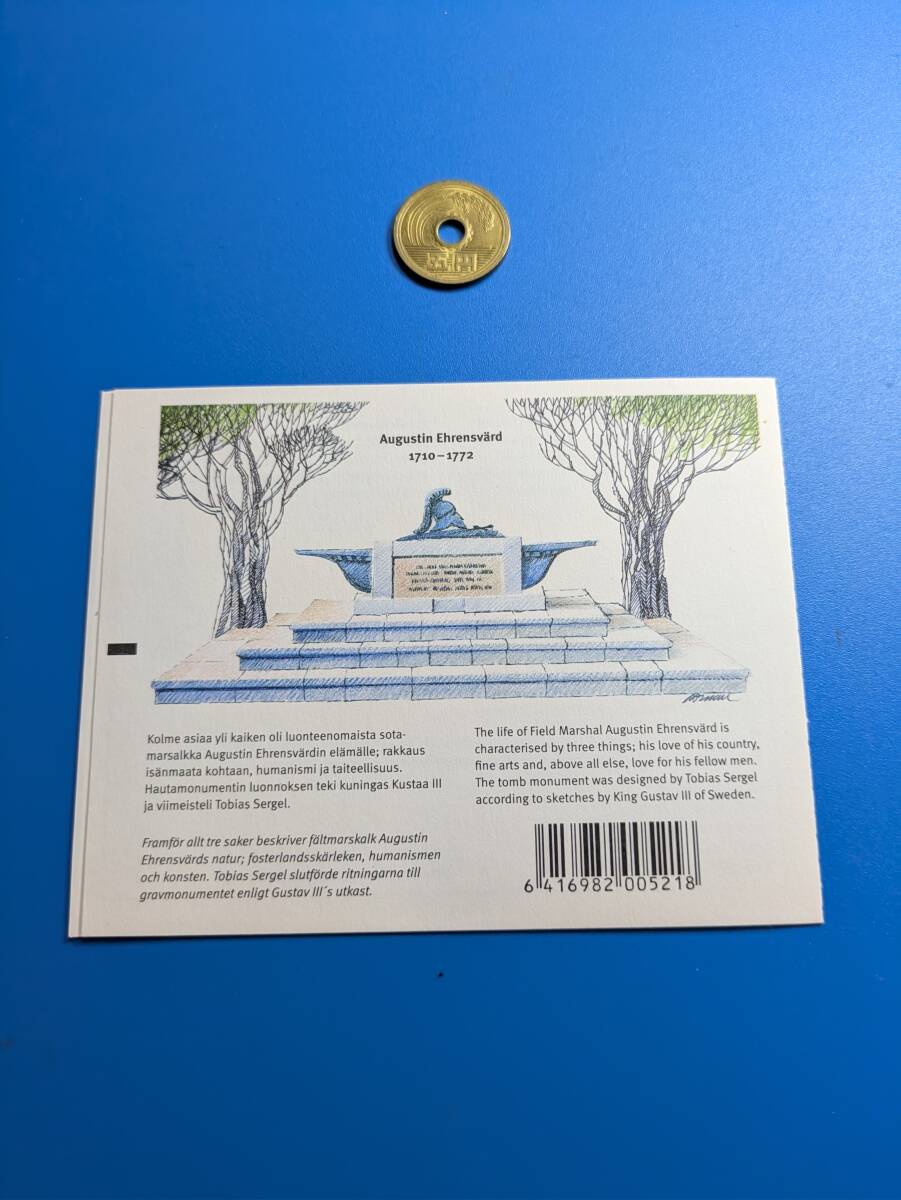 五円
Augustin Ehrensvärd
1710–1772
Kolme asiaa yli kaiken oli luonteenomaista sota-
marsalkka Augustin Ehrensvärdin elämälle; rakkaus
isänmaata kohtaan, humanismi ja taiteellisuus.
Hautamonumentin luonnoksen teki kuningas Kustaa III
ja viimeisteli Tobias Sergel.
Framför allt tre saker beskriver fältmarskalk Augustin
Ehrensvärds natur; fosterlandsskärleken, humanismen
och konsten. Tobias Sergel slutförde ritningarna till
gravmonumentet enligt Gustav III´s utkast.
The life of Field Marshal Augustin Ehrensvärd is
characterised by three things; his love of his country,
fine arts and, above all else, love for his fellow men.
The tomb monument was designed by Tobias Sergel
according to sketches by King Gustav III of Sweden.
6 416982 005218